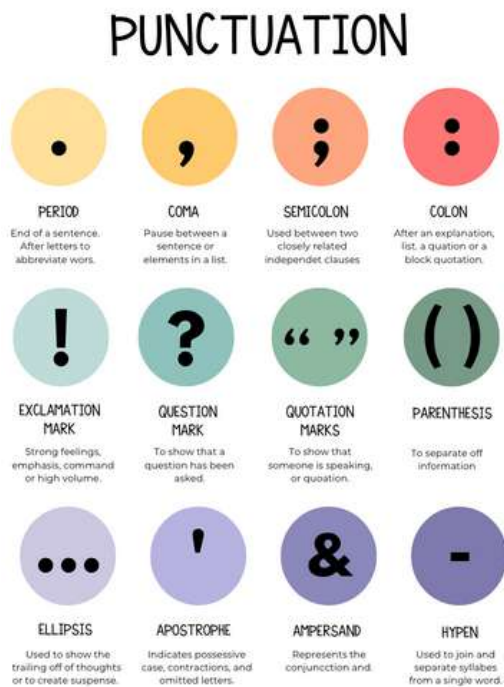 PUNCTUATION
.
,
;
:
PERIOD
End of a sentence.
After letters to
abbreviate wors.
COMA
Pause between a
sentence or
elements in a list.
SEMICOLON
Used between two
closely related
independet clauses
COLON
After an explanation,
list. a quation or a
block quotation.
!
?
“ ”
( )
EXCLAMATION
MARK
Strong feelings,
emphasis, command
or high volume.
QUESTION
MARK
To show that a
question has been
asked.
QUOTATION
MARKS
To show that
someone is speaking,
or quoation.
PARENTHESIS
To separate off
information
...
'
&
-
ELLIPSIS
Used to show the
trailing off of thoughts
or to create suspense.
APOSTROPHE
Indicates possessive
case, contractions, and
omitted letters.
AMPERSAND
Represents the
conjuncction and.
HYPEN
Used to join and
separate syllabes
from a single word.